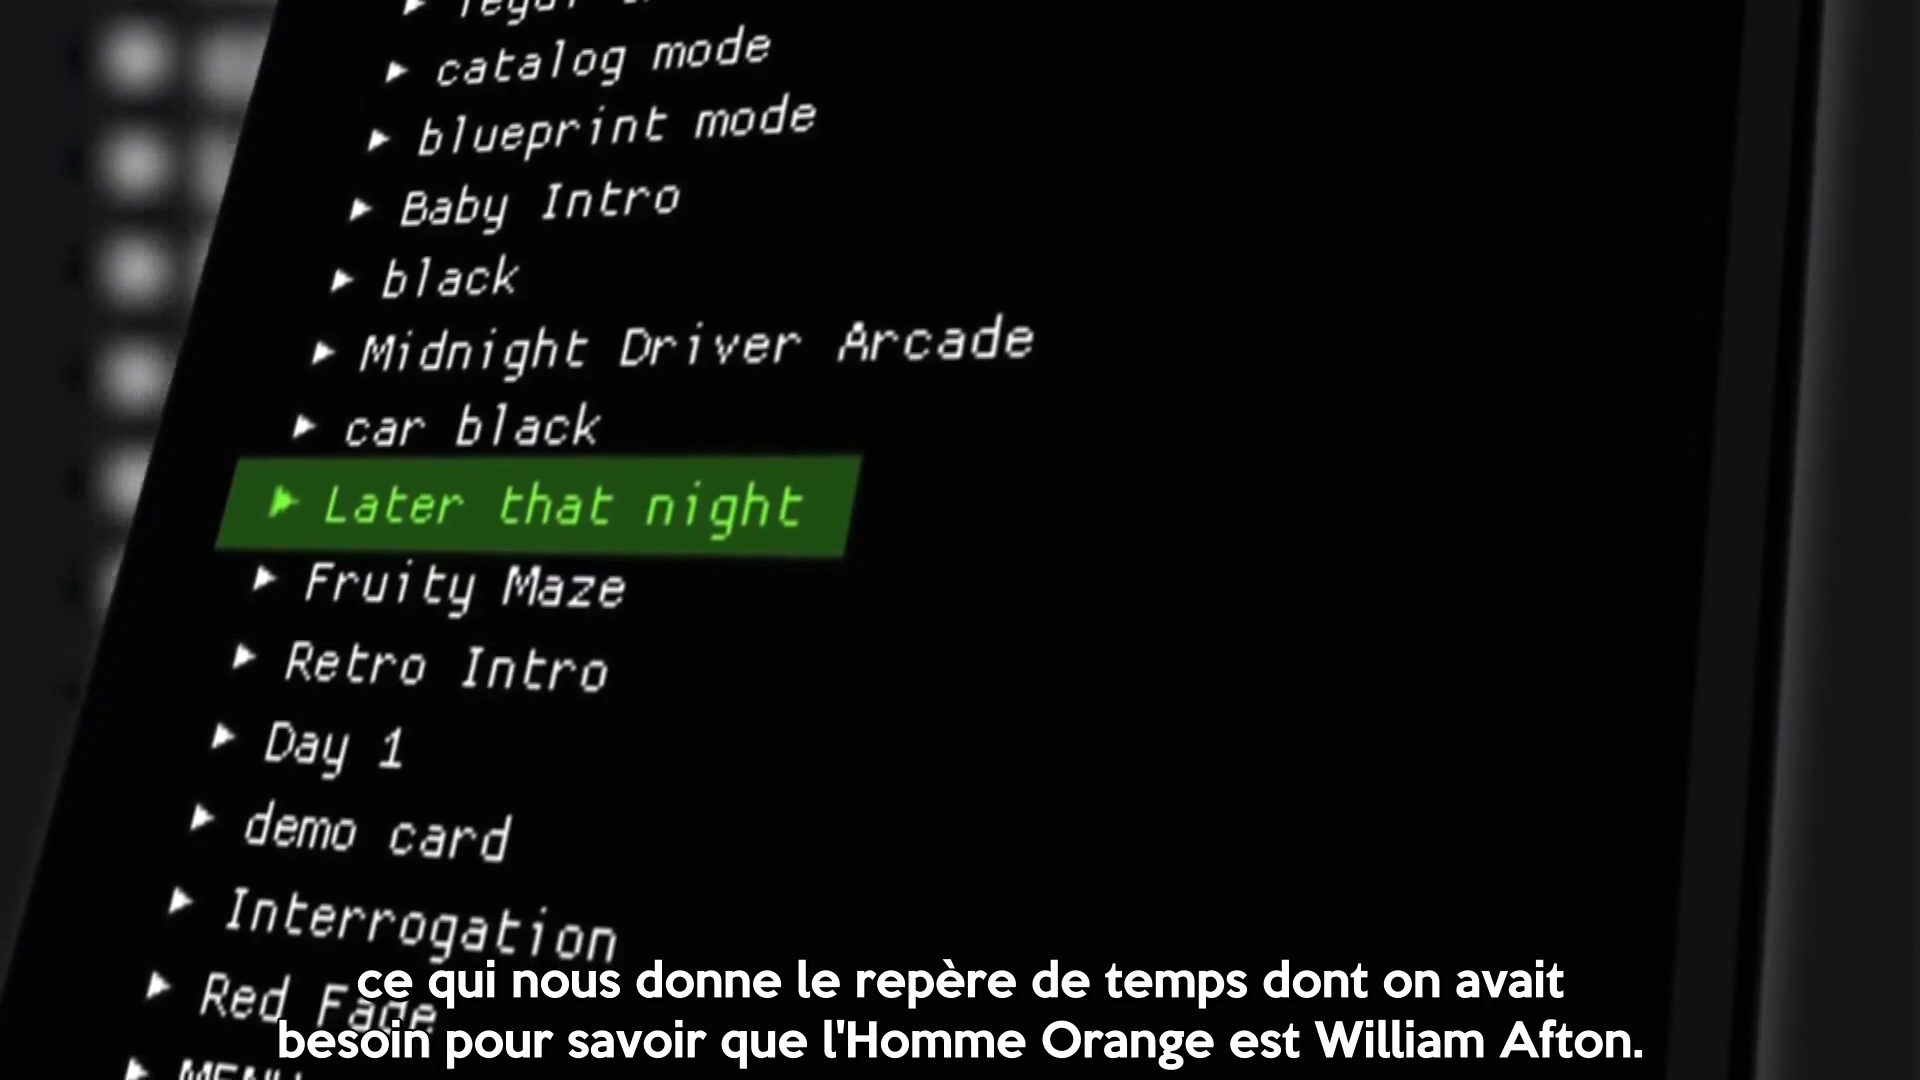 catalog mode
blueprint mode
Baby Intro
black
Midnight Driver Arcade
car black
Later that night
Fruity Maze
Retro Intro
Day 1
demo card
Interrogation
Red Fade
MENU
ce qui nous donne le repère de temps dont on avait
besoin pour savoir que l'Homme Orange est William Afton.